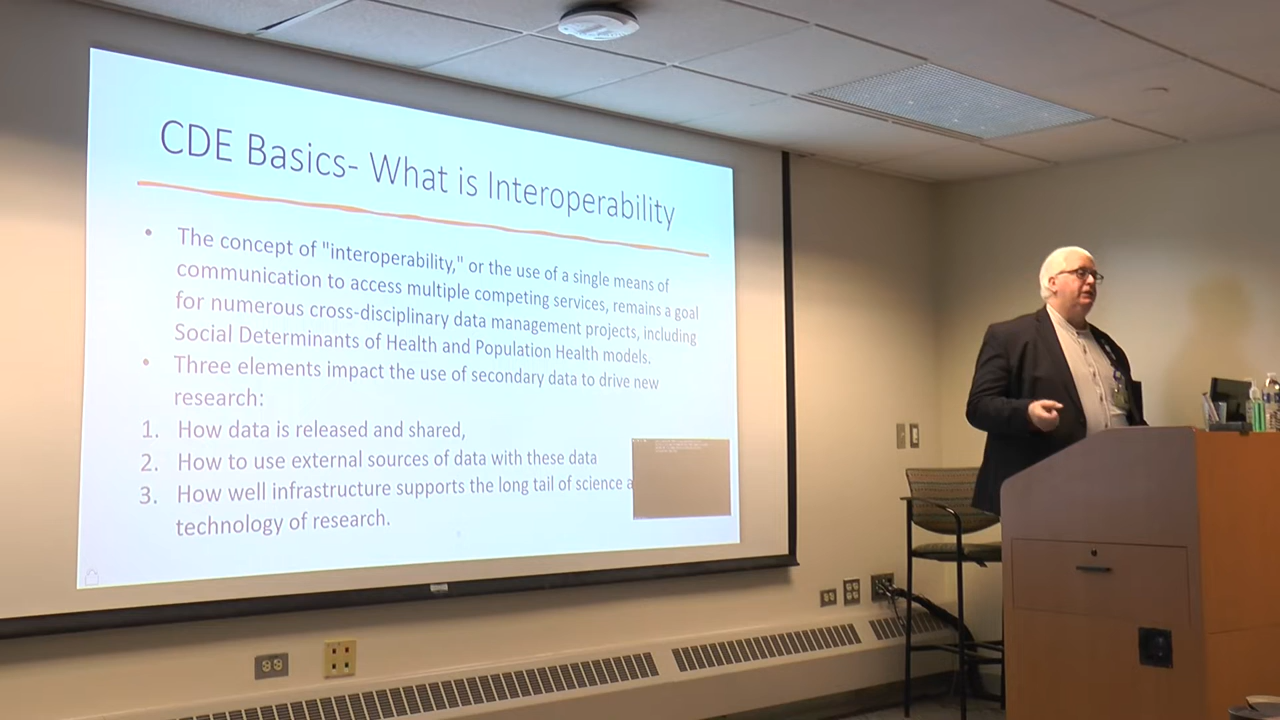 CDE Basics- What is Interoperability
• The concept of "interoperability," or the use of a single means of
communication to access multiple competing services, remains a goal
for numerous cross-disciplinary data management projects, including
Social Determinants of Health and Population Health models.
• Three elements impact the use of secondary data to drive new
research:
1. How data is released and shared,
2. How to use external sources of data with these data
3. How well infrastructure supports the long tail of science a
technology of research.